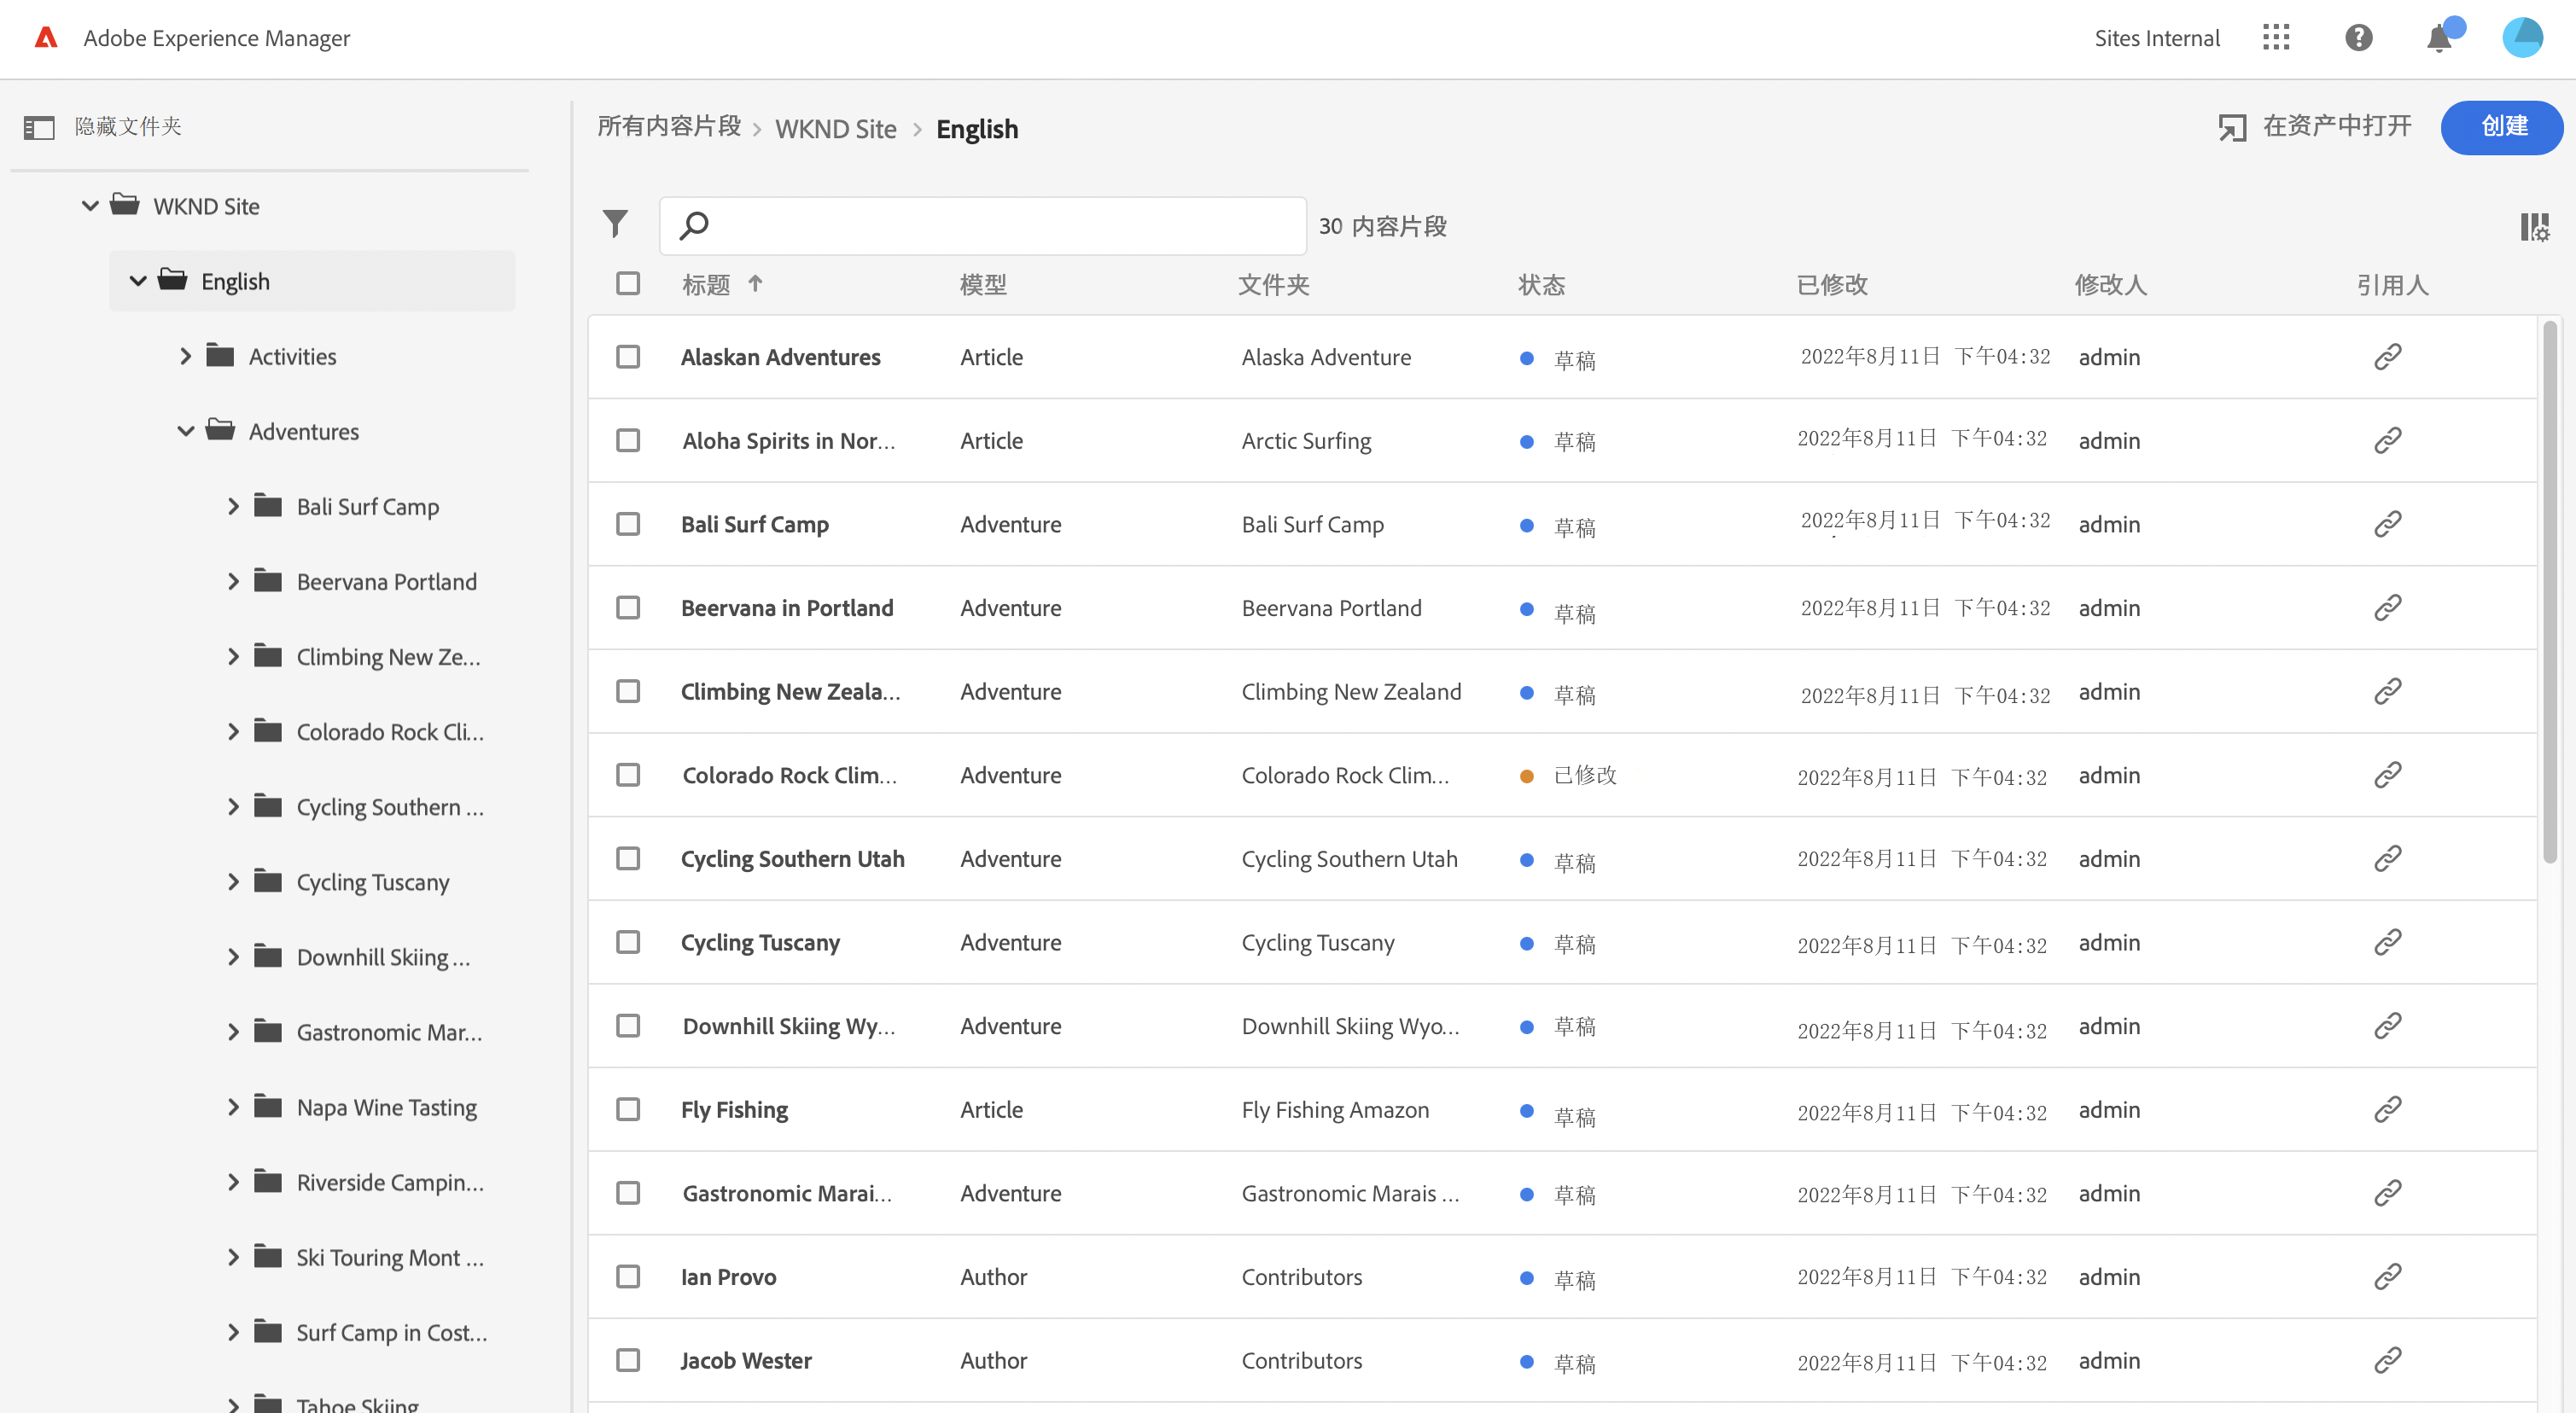 Adobe Experience Manager
Sites Internal
隐藏文件夹
WKND Site
English
Activities
Adventures
Bali Surf Camp
Beervana Portland
Climbing New Ze...
Colorado Rock Cli...
Cycling Southern ...
Cycling Tuscany
Downhill Skiing ...
Gastronomic Mar...
Napa Wine Tasting
Riverside Campin...
Ski Touring Mont ...
Surf Camp in Cost...
Tahoe Skiing
所有内容片段 > WKND Site > English
在资产中打开
创建
30 内容片段
标题 模型 文件夹 状态 已修改 修改人 引用人
Alaskan Adventures Article Alaska Adventure 草稿 2022年8月11日 下午04:32 admin
Aloha Spirits in Nor... Article Arctic Surfing 草稿 2022年8月11日 下午04:32 admin
Bali Surf Camp Adventure Bali Surf Camp 草稿 2022年8月11日 下午04:32 admin
Beervana in Portland Adventure Beervana Portland 草稿 2022年8月11日 下午04:32 admin
Climbing New Zeala... Adventure Climbing New Zealand 草稿 2022年8月11日 下午04:32 admin
Colorado Rock Clim... Adventure Colorado Rock Clim... 已修改 2022年8月11日 下午04:32 admin
Cycling Southern Utah Adventure Cycling Southern Utah 草稿 2022年8月11日 下午04:32 admin
Cycling Tuscany Adventure Cycling Tuscany 草稿 2022年8月11日 下午04:32 admin
Downhill Skiing Wy... Adventure Downhill Skiing Wyo... 草稿 2022年8月11日 下午04:32 admin
Fly Fishing Article Fly Fishing Amazon 草稿 2022年8月11日 下午04:32 admin
Gastronomic Marai... Adventure Gastronomic Marais ... 草稿 2022年8月11日 下午04:32 admin
Ian Provo Author Contributors 草稿 2022年8月11日 下午04:32 admin
Jacob Wester Author Contributors 草稿 2022年8月11日 下午04:32 admin